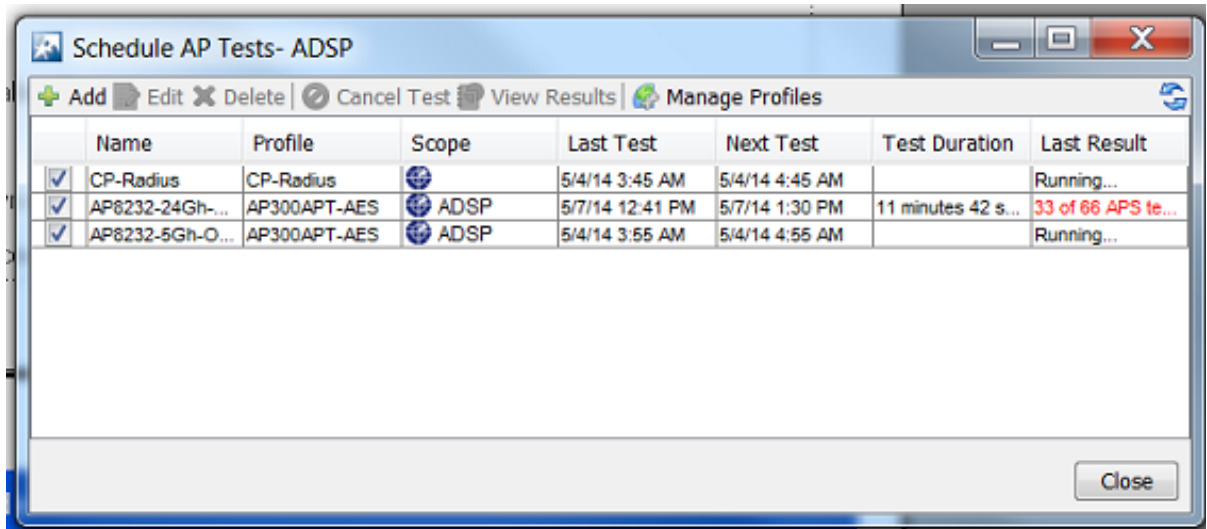 Schedule AP Tests- ADSP
Add Edit Delete Cancel Test View Results Manage Profiles
Name Profile Scope Last Test Next Test Test Duration Last Result
CP-Radius CP-Radius 5/4/14 3:45 AM 5/4/14 4:45 AM Running...
AP8232-24Gh-... AP300APT-AES ADSP 5/7/14 12:41 PM 5/7/14 1:30 PM 11 minutes 42 s... 33 of 66 APS te...
AP8232-5Gh-O... AP300APT-AES ADSP 5/4/14 3:55 AM 5/4/14 4:55 AM Running...
Close